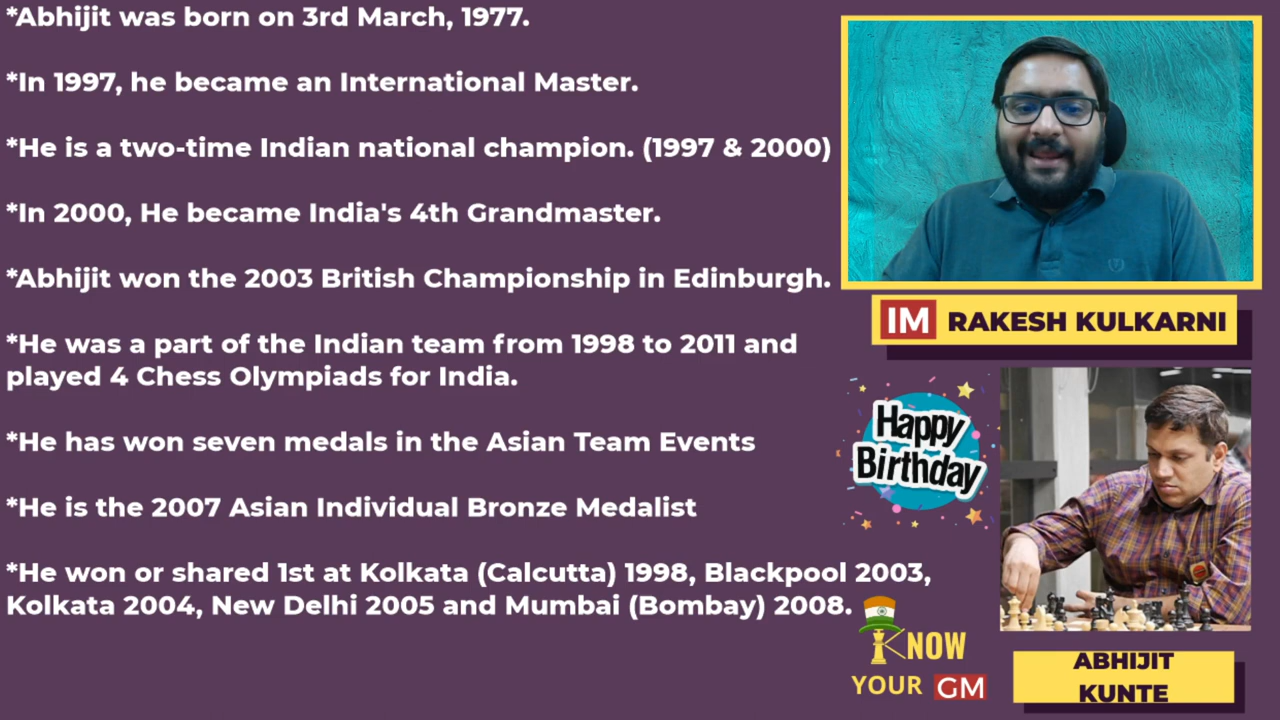 *Abhijit was born on 3rd March, 1977.
*In 1997, he became an International Master.
*He is a two-time Indian national champion. (1997 & 2000)
*In 2000, He became India's 4th Grandmaster.
*Abhijit won the 2003 British Championship in Edinburgh.
*He was a part of the Indian team from 1998 to 2011 and
played 4 Chess Olympiads for India.
*He has won seven medals in the Asian Team Events
*He is the 2007 Asian Individual Bronze Medalist
*He won or shared 1st at Kolkata (Calcutta) 1998, Blackpool 2003,
Kolkata 2004, New Delhi 2005 and Mumbai (Bombay) 2008.
IM RAKESH KULKARNI
Happy
Birthday
KNOW
YOUR GM
ABHIJIT
KUNTE